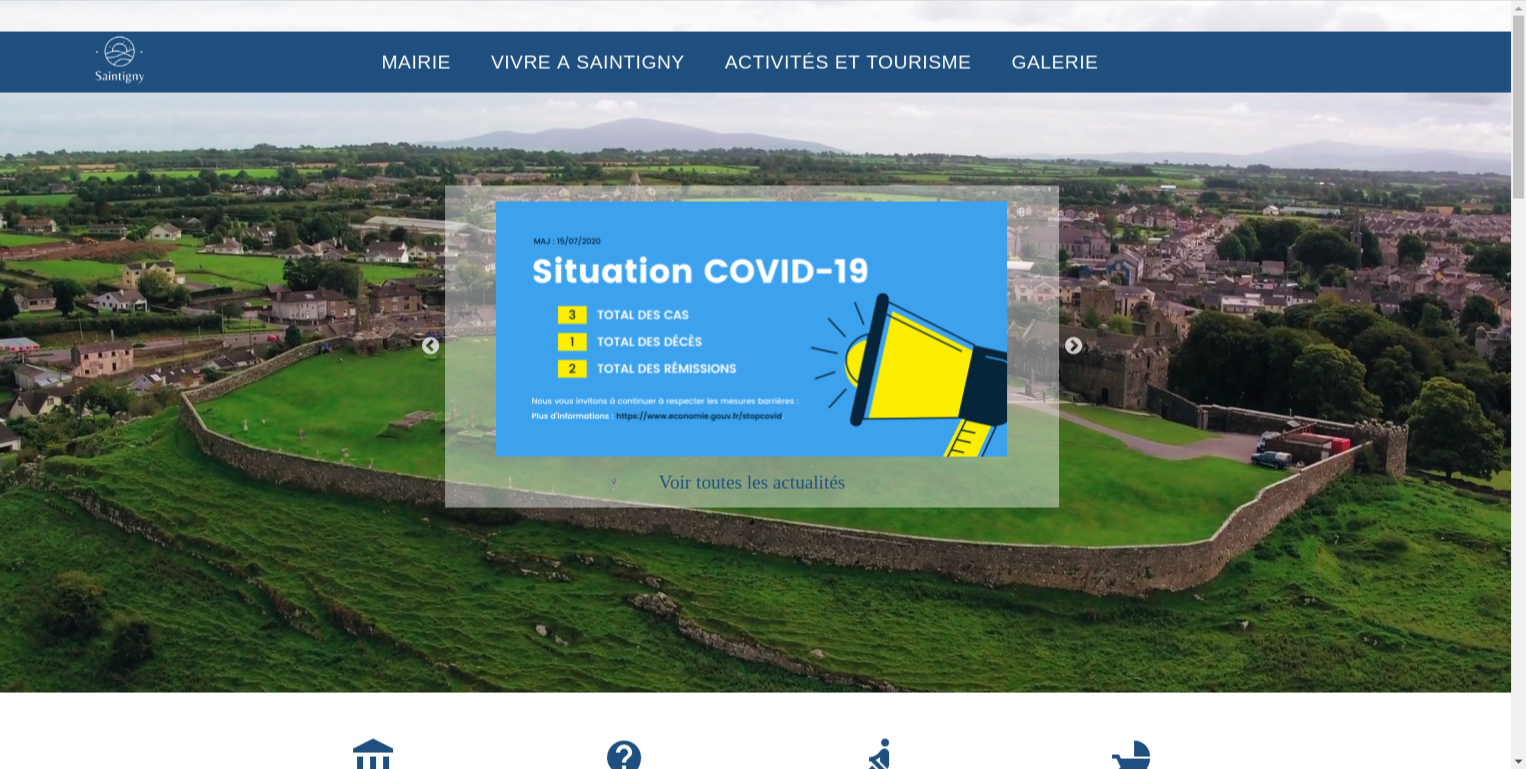 Saintigny
MAIRIE
VIVRE A SAINTIGNY
ACTIVITÉS ET TOURISME
GALERIE
MAJ : 15/07/2020
Situation COVID-19
3 TOTAL DES CAS
1 TOTAL DES DÉCÈS
2 TOTAL DES RÉMISSIONS
Nous vous invitons à continuer à respecter les mesures barrières :
Plus d'informations : https://www.economie.gouv.fr/stopcovid
Voir toutes les actualités